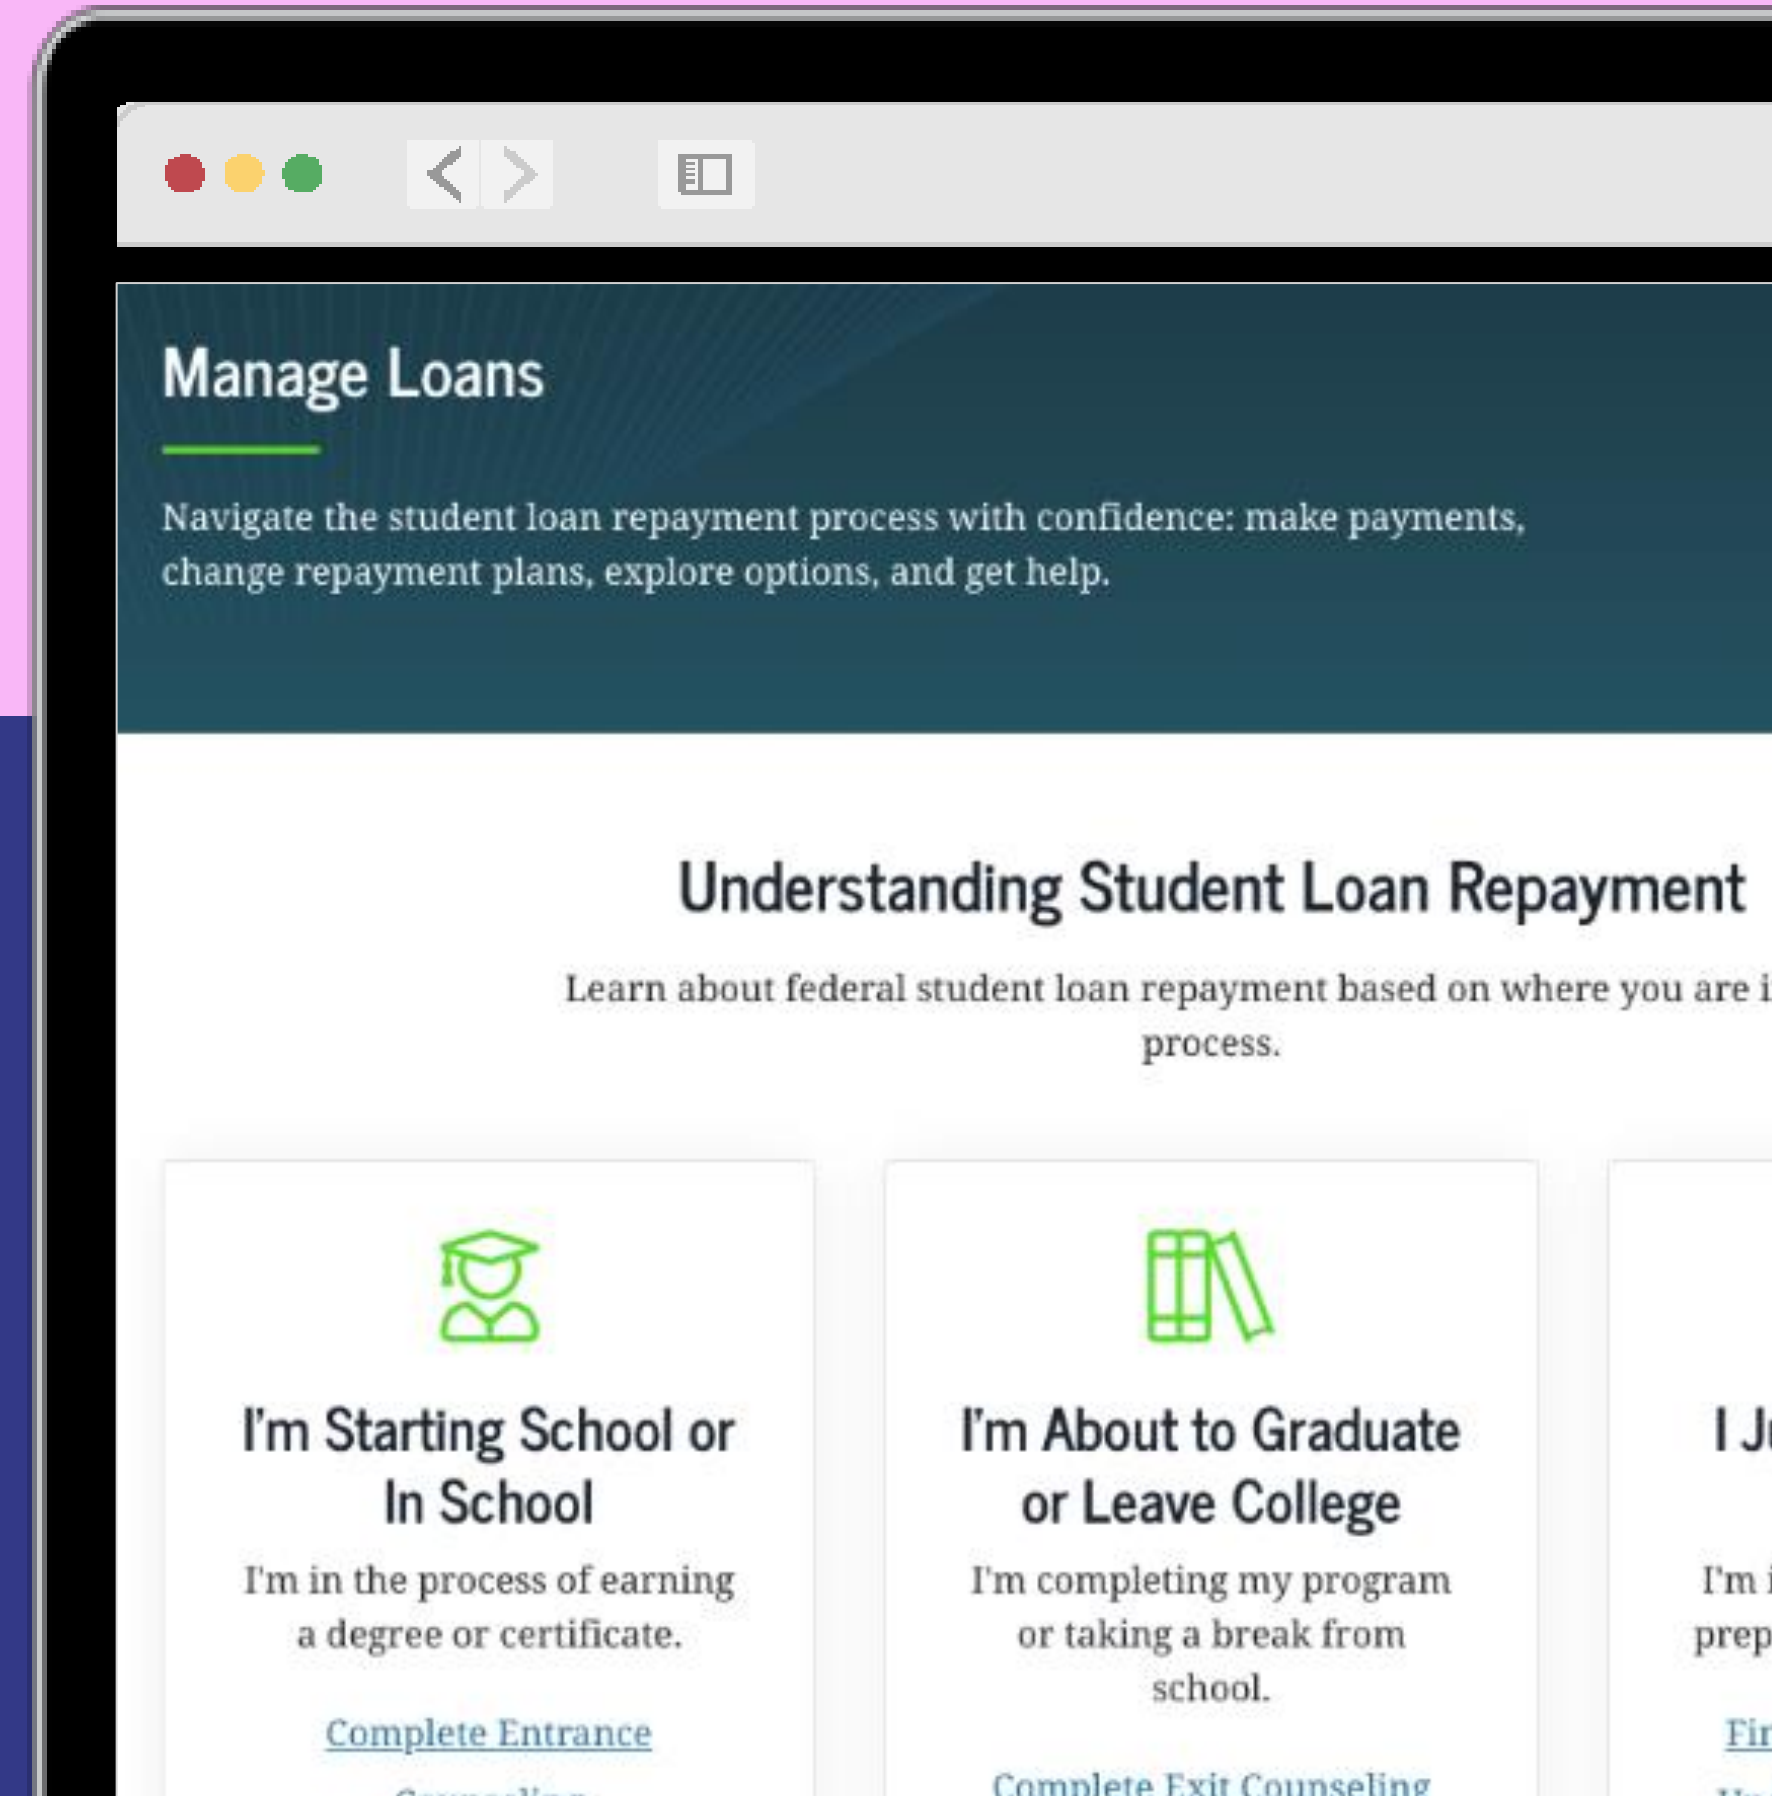 Manage Loans
Navigate the student loan repayment process with confidence: make payments,
change repayment plans, explore options, and get help.
Understanding Student Loan Repayment
Learn about federal student loan repayment based on where you are
process.
I'm Starting School or
In School
I'm in the process of earning
a degree or certificate.
Complete Entrance
Counseling
I'm About to Graduate
or Leave College
I'm completing my program
or taking a break from
school.
Complete Exit Counseling
I
I'm